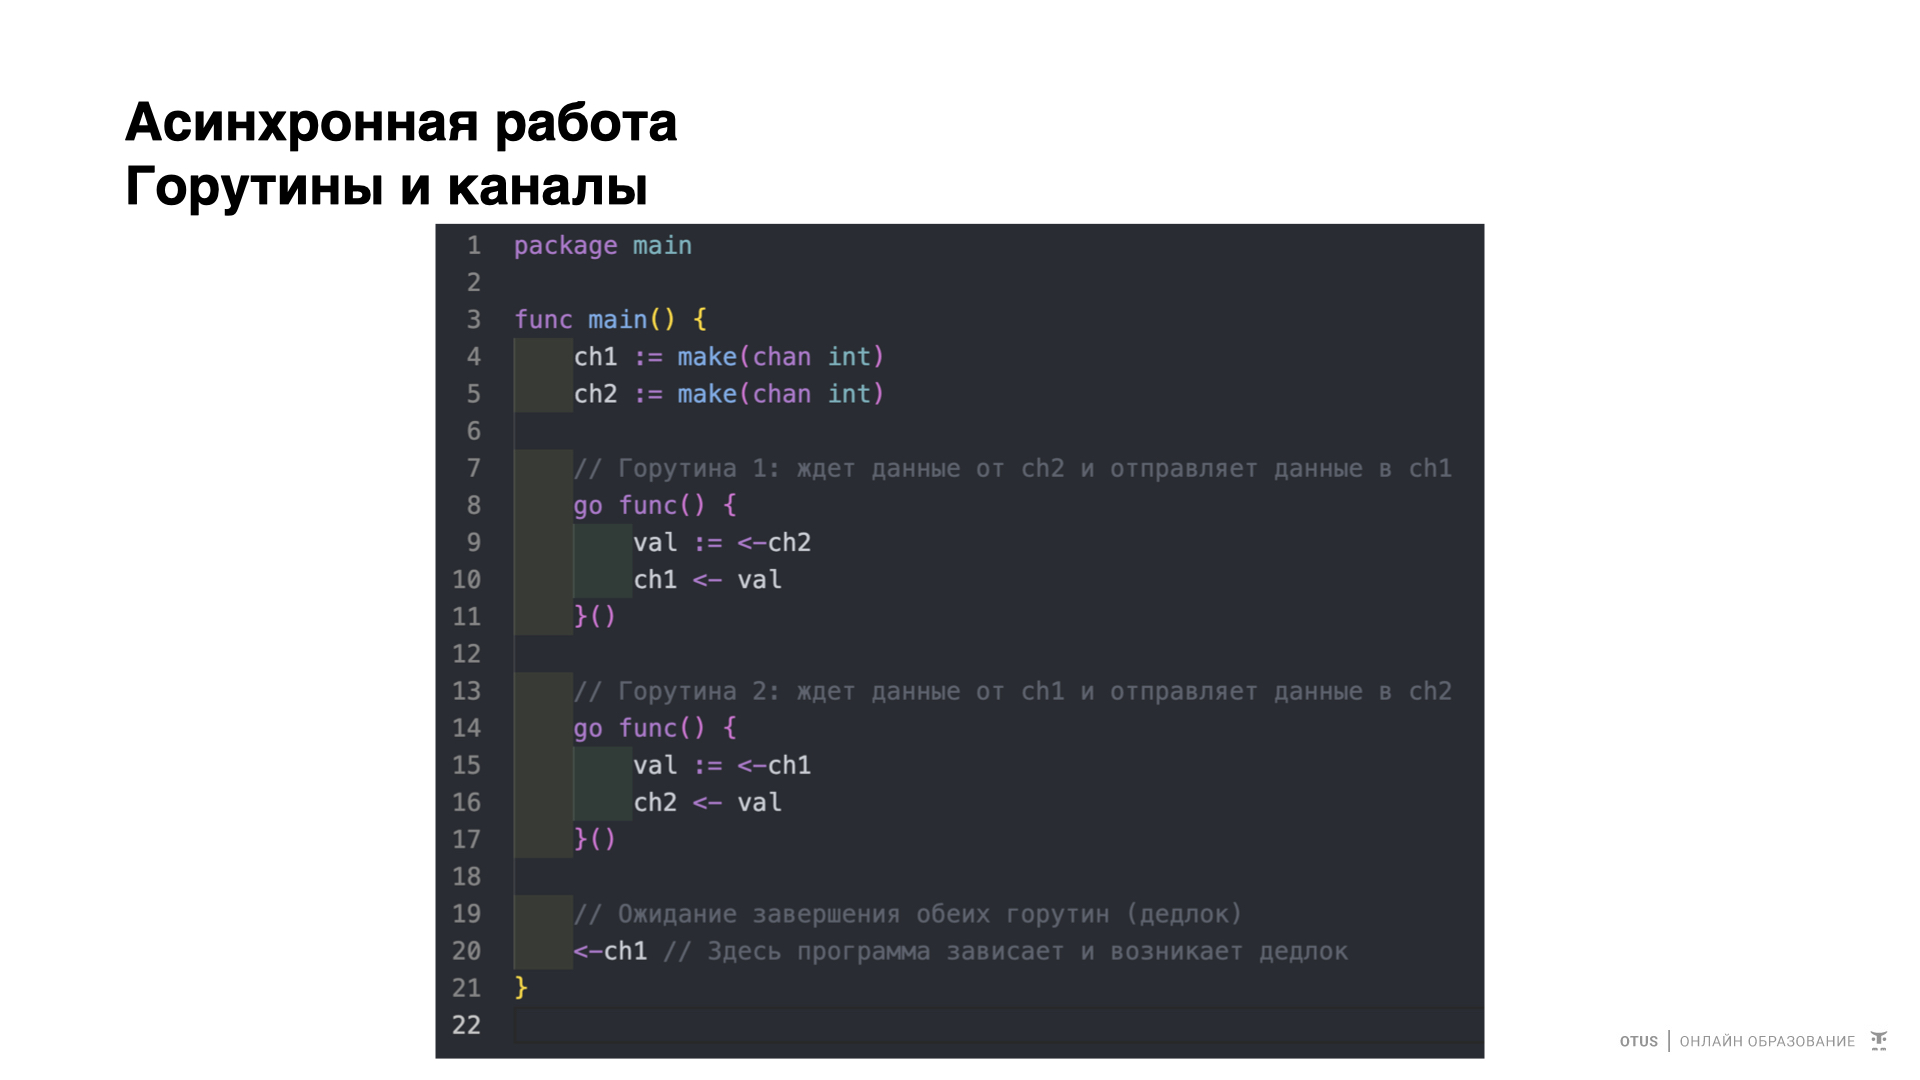 Асинхронная работа
Горутины и каналы
1 package main
2
3 func main() {
4 ch1 := make(chan int)
5 ch2 := make(chan int)
6
7 // Горутина 1: ждет данные от ch2 и отправляет данные в ch1
8 go func() {
9 val := <-ch2
10 ch1 <- val
11 }()
12
13 // Горутина 2: ждет данные от ch1 и отправляет данные в ch2
14 go func() {
15 val := <-ch1
16 ch2 <- val
17 }()
18
19 // Ожидание завершения обеих горутин (дедлок)
20 <-ch1 // Здесь программа зависает и возникает дедлок
21 }
22
OTUS | ОНЛАЙН ОБРАЗОВАНИЕ